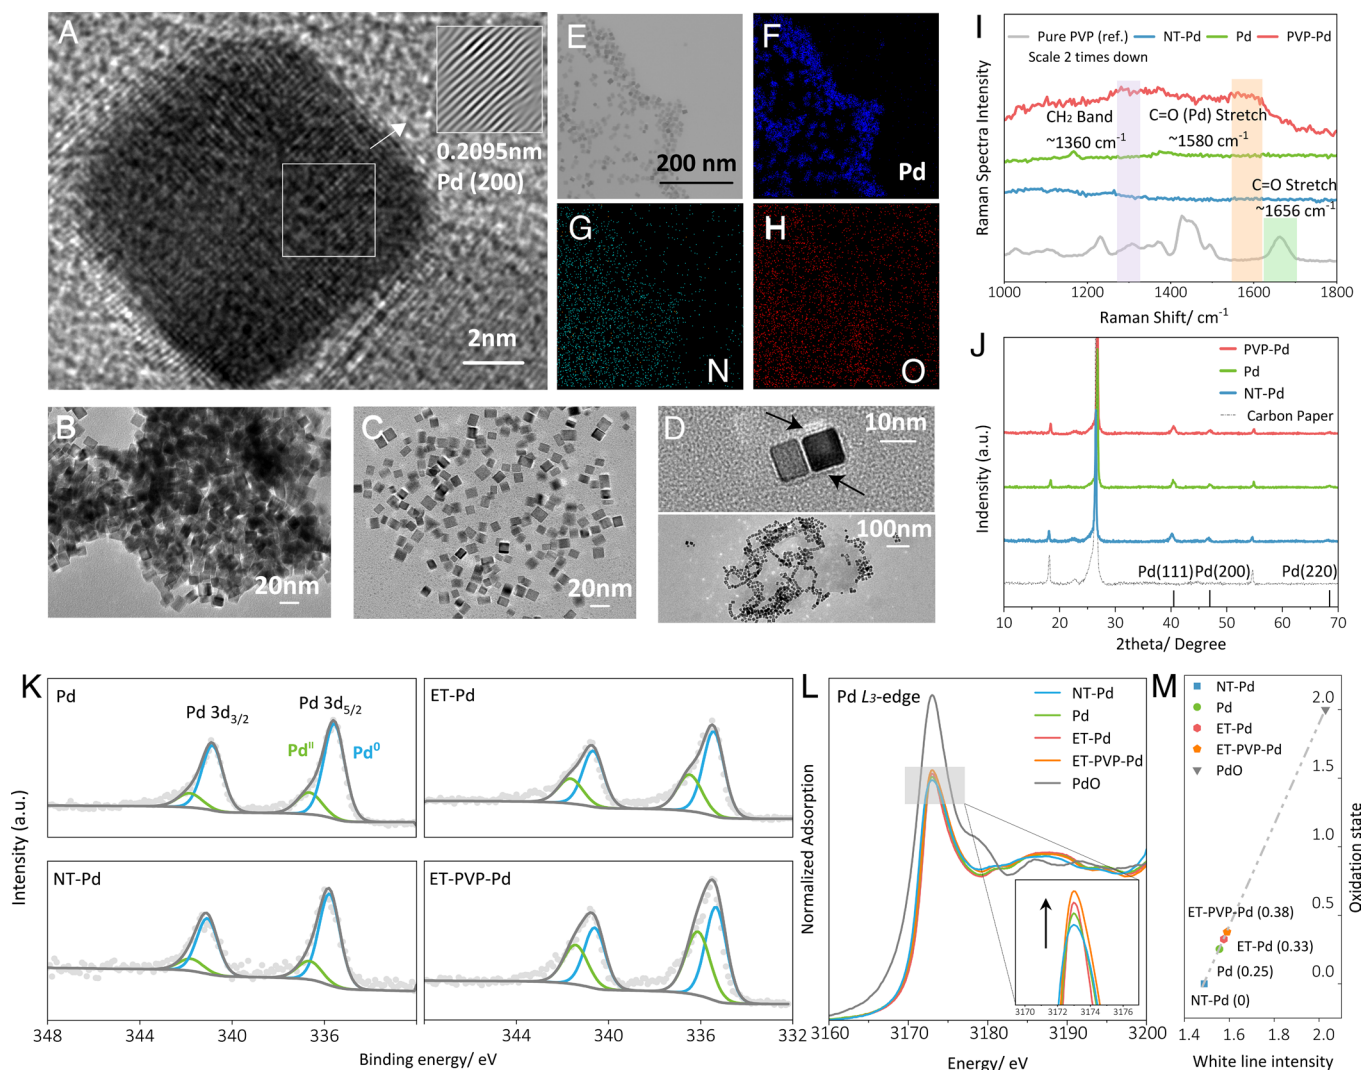 A
0.2095nm
Pd (200)
2nm
B
20nm
C
20nm
D
10nm
100nm
E
200 nm
F
Pd
G
N
H
O
I
Pure PVP (ref.) NT-Pd Pd PVP-Pd
Scale 2 times down
CH₂ Band
~1360 cm⁻¹
C=O (Pd) Stretch
~1580 cm⁻¹
C=O Stretch
~1656 cm⁻¹
Raman Spectra Intensity
1000 1200 1400 1600 1800
Raman Shift/ cm⁻¹
J
PVP-Pd
Pd
NT-Pd
Carbon Paper
Indensity (a.u.)
Pd(111) Pd(200) Pd(220)
10 20 30 40 50 60 70
2theta/ Degree
K
Pd
Pd 3d₃/₂
Pd 3d₅/₂
Pdᴵᴵ
Pd⁰
ET-Pd
NT-Pd
ET-PVP-Pd
Intensity (a.u.)
348 344 340 336 344 340 336 332
Binding energy/ eV
L
Pd L₃-edge
NT-Pd
Pd
ET-Pd
ET-PVP-Pd
PdO
Normalized Adsorption
3170 3172 3174 3176
3160 3170 3180 3190 3200
Energy/ eV
M
NT-Pd
Pd
ET-Pd
ET-PVP-Pd
PdO
2.0
1.5
1.0
0.5
0.0
Oxidation state
ET-PVP-Pd (0.38)
ET-Pd (0.33)
Pd (0.25)
NT-Pd (0)
1.4 1.6 1.8 2.0
White line intensity